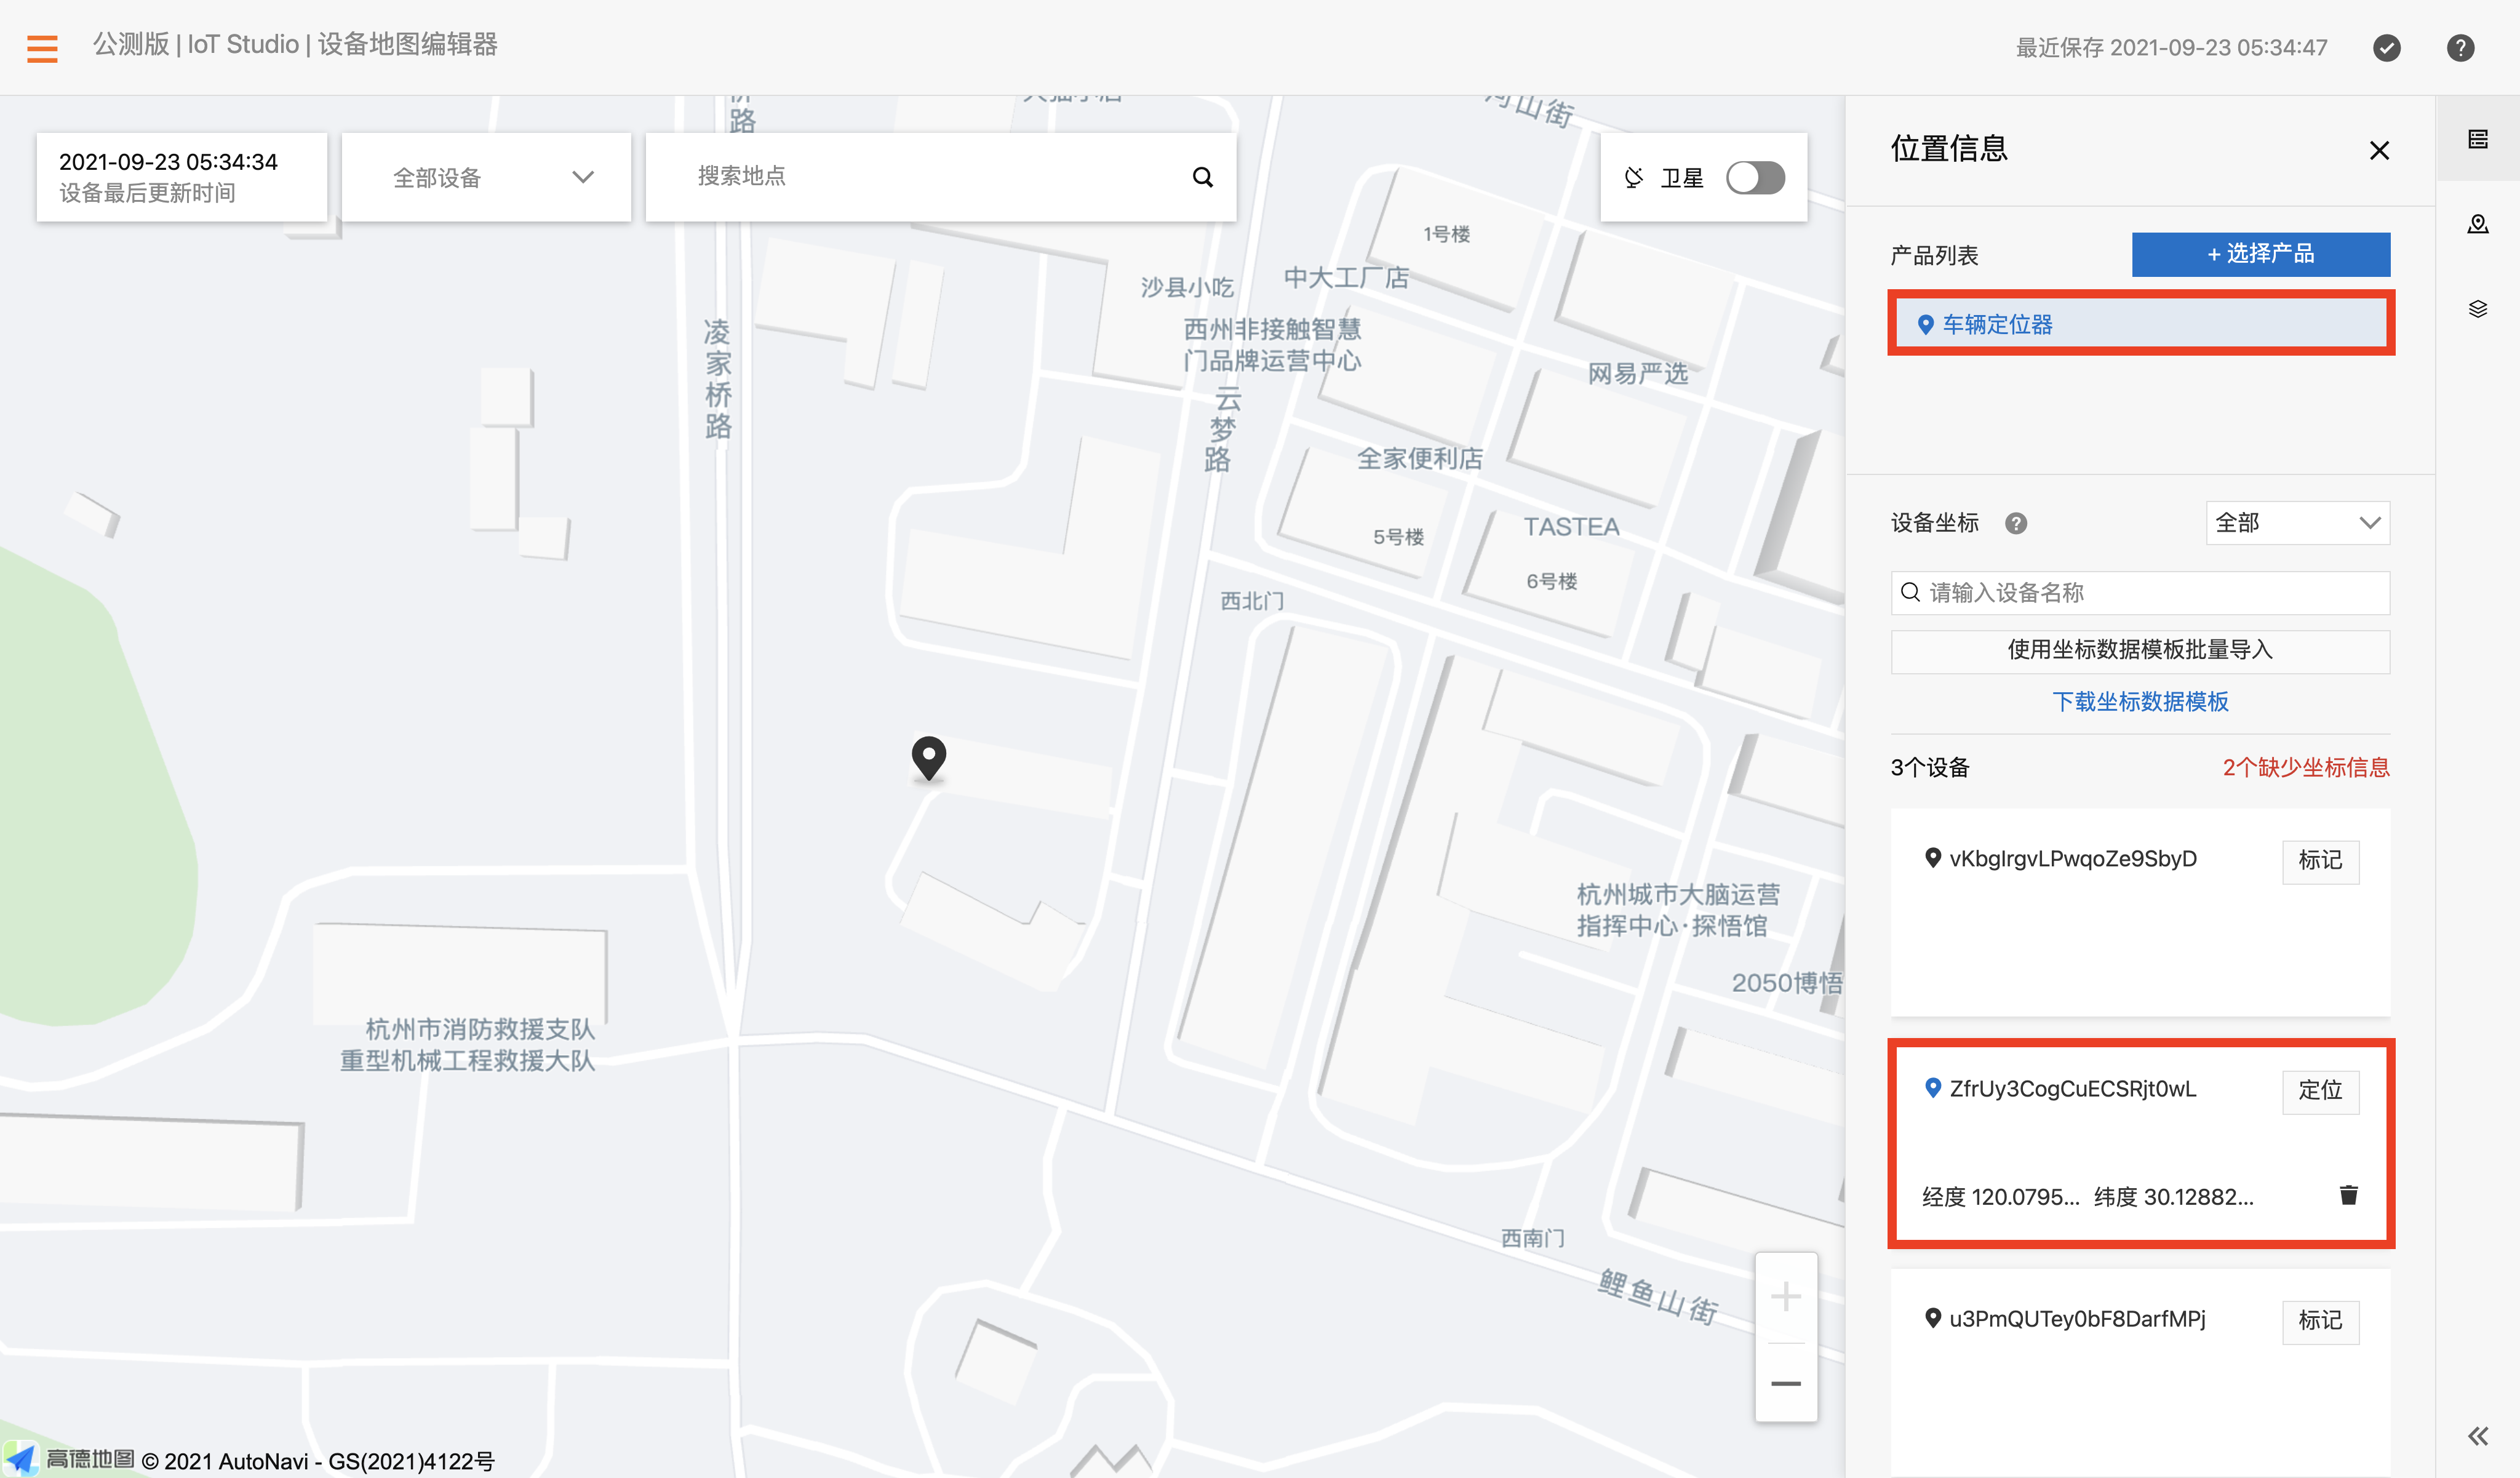 公测版 | IoT Studio | 设备地图编辑器
最近保存 2021-09-23 05:34:47
2021-09-23 05:34:34
设备最后更新时间
全部设备
搜索地点
卫星
路
1号楼
沙县小吃
中大工厂店
西州非接触智慧
门品牌运营中心
凌家桥路
云梦路
网易严选
全家便利店
5号楼
TASTEA
6号楼
西北门
杭州城市大脑运营
指挥中心·探悟馆
2050博悟
杭州市消防救援支队
重型机械工程救援大队
西南门
鲤鱼山街
高德地图 © 2021 AutoNavi - GS(2021)4122号
位置信息
产品列表
+ 选择产品
车辆定位器
设备坐标
全部
请输入设备名称
使用坐标数据模板批量导入
下载坐标数据模板
3个设备
2个缺少坐标信息
vKbglrgvLPwqoZe9SbyD
标记
ZfrUy3CogCuECSRjt0wL
定位
经度 120.0795... 纬度 30.12882...
u3PmQUTey0bF8DarfMPj
标记